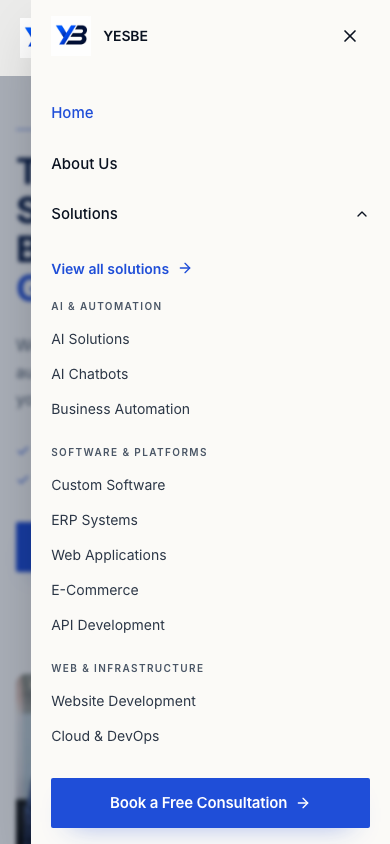 YB YESBE
Home
About Us
Solutions
View all solutions
AI & AUTOMATION
AI Solutions
AI Chatbots
Business Automation
SOFTWARE & PLATFORMS
Custom Software
ERP Systems
Web Applications
E-Commerce
API Development
WEB & INFRASTRUCTURE
Website Development
Cloud & DevOps
Book a Free Consultation